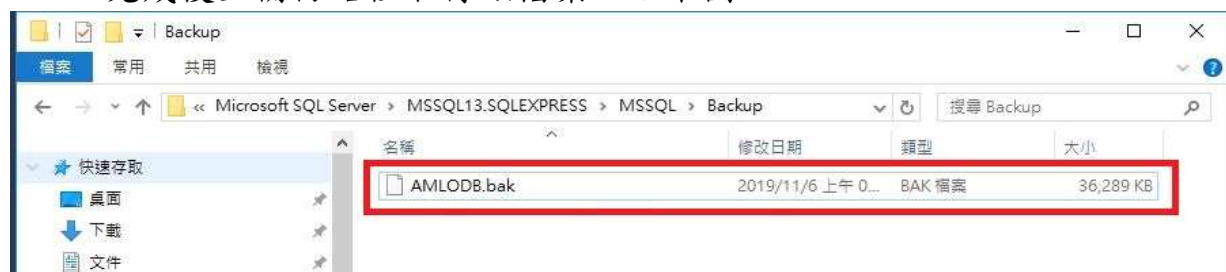 Backup
檔案 常用 共用 檢視
« Microsoft SQL Server › MSSQL13.SQLEXPRESS › MSSQL › Backup 搜尋 Backup
名稱 修改日期 類型 大小
快速存取
AMLODB.bak 2019/11/6 上午 0... BAK 檔案 36,289 KB
桌面
下載
文件